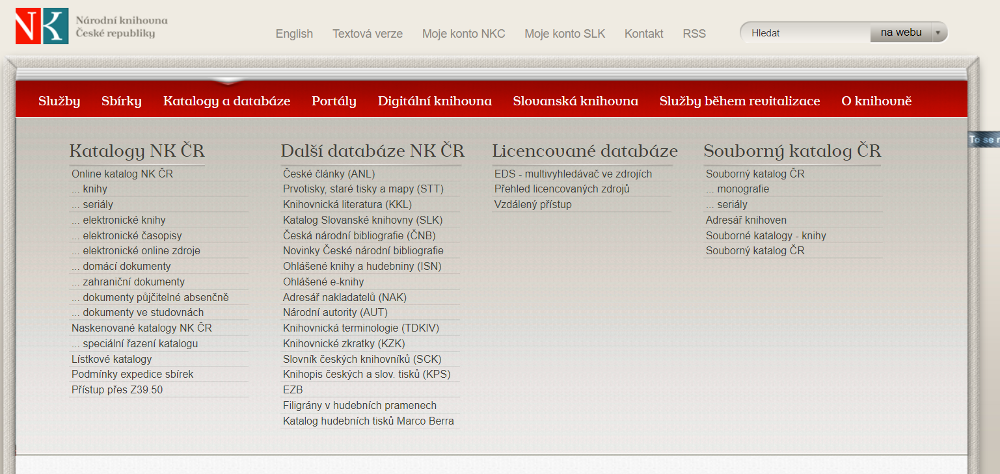 NK
Národní knihovna
České republiky
English
Textová verze
Moje konto NKC
Moje konto SLK
Kontakt
RSS
Hledat
na webu
Služby
Sbírky
Katalogy a databáze
Portály
Digitální knihovna
Slovanská knihovna
Služby během revitalizace
O knihovně
To se
Katalogy NK ČR
Online katalog NK ČR
... knihy
... seriály
... elektronické knihy
... elektronické časopisy
... elektronické online zdroje
... domácí dokumenty
... zahraniční dokumenty
... dokumenty půjčitelné absenčně
... dokumenty ve studovnách
Naskenované katalogy NK ČR
... speciální řazení katalogu
Lístkové katalogy
Podmínky expedice sbírek
Přístup přes Z39.50
Další databáze NK ČR
České články (ANL)
Prvotisky, staré tisky a mapy (STT)
Knihovnická literatura (KKL)
Katalog Slovanské knihovny (SLK)
Česká národní bibliografie (ČNB)
Novinky České národní bibliografie
Ohlášené knihy a hudebniny (ISN)
Ohlášené e-knihy
Adresář nakladatelů (NAK)
Národní autority (AUT)
Knihovnická terminologie (TDKIV)
Knihovnické zkratky (KZK)
Slovník českých knihovníků (SCK)
Knihopis českých a slov. tisků (KPS)
EZB
Filigrány v hudebních pramenech
Katalog hudebních tisků Marco Berra
Licencované databáze
EDS - multivyhledávač ve zdrojích
Přehled licencovaných zdrojů
Vzdálený přístup
Souborný katalog ČR
Souborný katalog ČR
... monografie
... seriály
Adresář knihoven
Souborné katalogy - knihy
Souborný katalog ČR